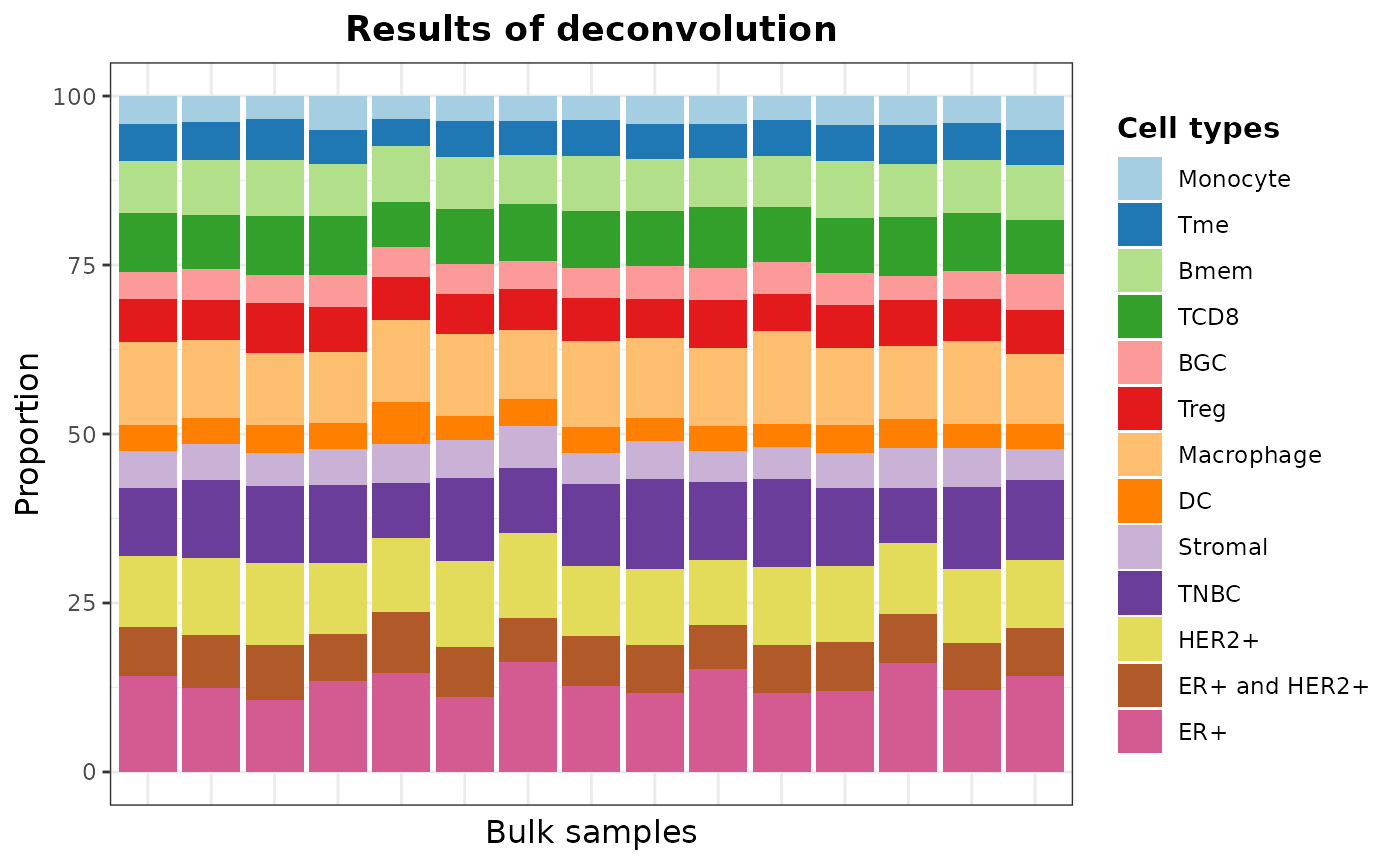 Results of deconvolution
Proportion
100
75
50
25
0
Bulk samples
Cell types
Monocyte
Tme
Bmem
TCD8
BGC
Treg
Macrophage
DC
Stromal
TNBC
HER2+
ER+ and HER2+
ER+